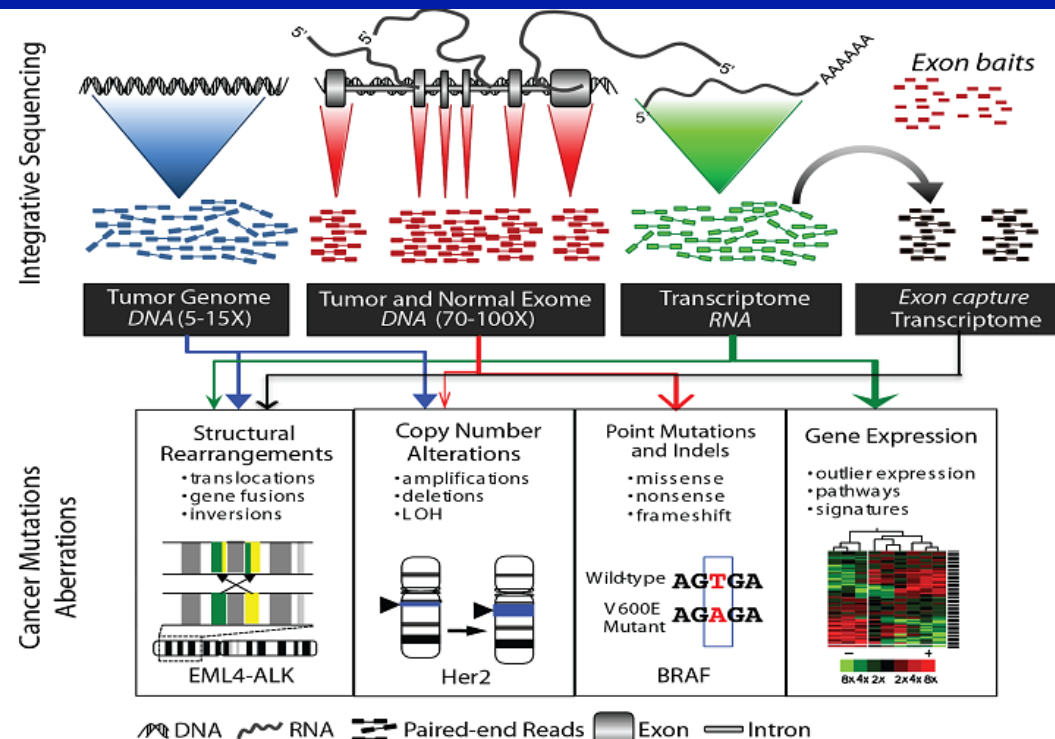 Integrative Sequencing
5'
5'
5'
5'
AAAAAA
Exon baits
Tumor Genome
DNA (5-15X)
Tumor and Normal Exome
DNA (70-100X)
Transcriptome
RNA
Exon capture
Transcriptome
Cancer Mutations
Aberrations
Structural
Rearrangements
•translocations
•gene fusions
•inversions
EML4-ALK
Copy Number
Alterations
•amplifications
•deletions
•LOH
Her2
Point Mutations
and Indels
•missense
•nonsense
•frameshift
Wild-type AGTGA
V600E
Mutant AGAGA
BRAF
Gene Expression
•outlier expression
•pathways
•signatures
− +
8x 4x 2x 2x 4x 8x
DNA RNA Paired-end Reads Exon Intron